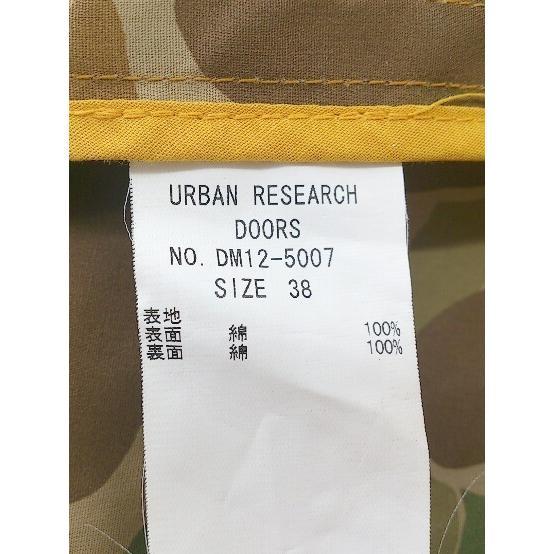 URBAN RESEARCH
DOORS
NO. DM12-5007
SIZE 38
表地
表面 綿 100%
裏面 綿 100%